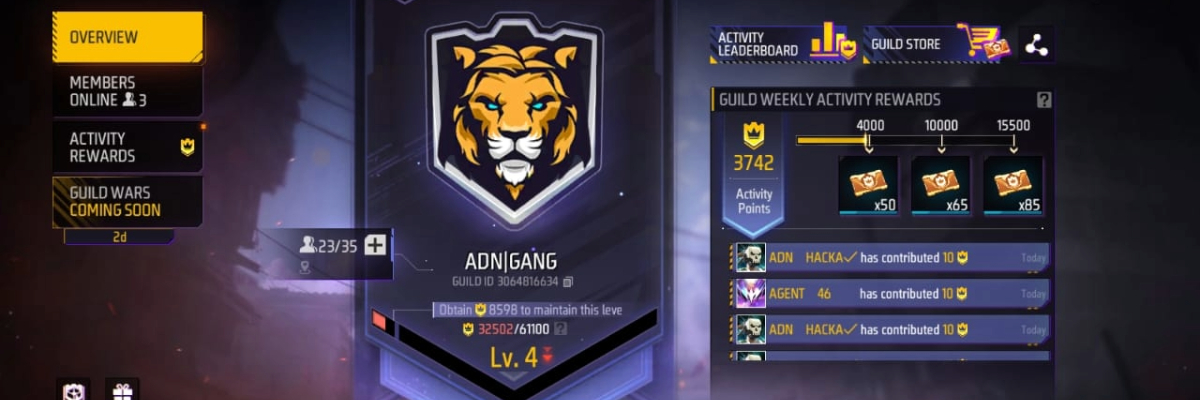 OVERVIEW
MEMBERS
ONLINE 3
ACTIVITY
REWARDS
GUILD WARS
COMING SOON
2d
23/35
ADN|GANG
GUILD ID 3064816634
Obtain 8598 to maintain this leve
32502/61100 ?
Lv. 4
ACTIVITY
LEADERBOARD
GUILD STORE
GUILD WEEKLY ACTIVITY REWARDS ?
3742
Activity
Points
4000 10000 15500
x50 x65 x85
ADN HACKA✓ has contributed 10 Today
AGENT 46 has contributed 10 Today
ADN HACKA✓ has contributed 10 Today